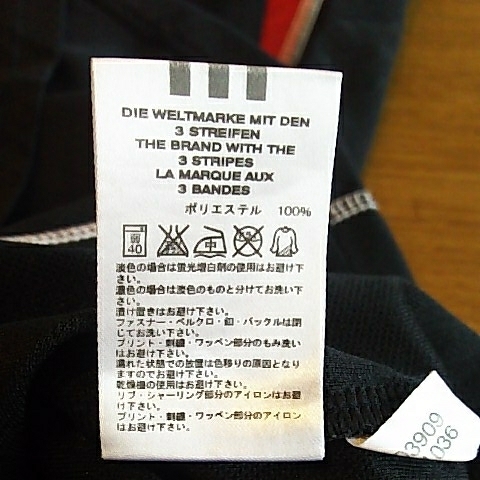 DIE WELTMARKE MIT DEN
3 STREIFEN
THE BRAND WITH THE
3 STRIPES
LA MARQUE AUX
3 BANDES
ポリエステル 100%
弱
40
淡色の場合は蛍光増白剤の使用はお避け下
さい。
濃色の場合は淡色のものと分けてお洗い下
さい。
漬け置きはお避け下さい。
ファスナー・ベルクロ・釦・バックルは閉
じてお洗い下さい。
プリント・刺繍・ワッペン部分のもみ洗い
はお避け下さい。
濡れた状態での放置は色移りの原因となり
ますのでお避け下さい。
乾燥機の使用はお避け下さい。
リブ・シャーリング部分のアイロンはお避
け下さい。
プリント・刺繍・ワッペン部分のアイロン
はお避け下さい。
03909
036